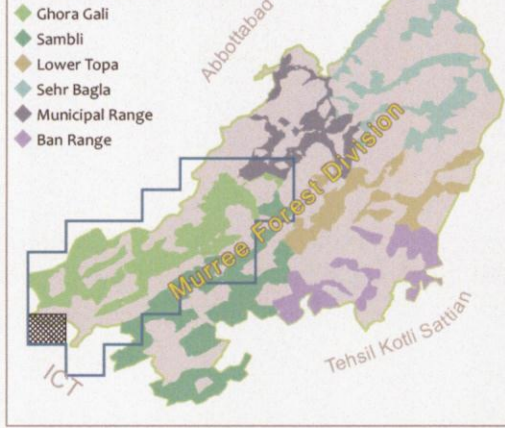 Ghora Gali
Sambli
Lower Topa
Sehr Bagla
Municipal Range
Ban Range
Abbottabad
Murree Forest Division
Tehsil Kotli Sattian
ICT